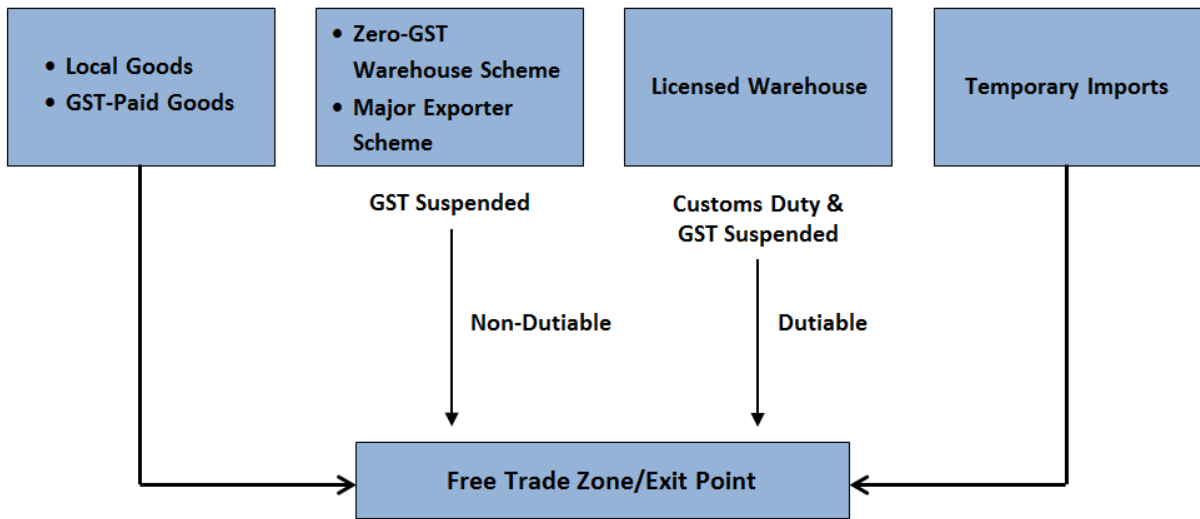 • Local Goods
• GST-Paid Goods
• Zero-GST
Warehouse Scheme
• Major Exporter
Scheme
Licensed Warehouse
Temporary Imports
GST Suspended
Customs Duty &
GST Suspended
Non-Dutiable
Dutiable
Free Trade Zone/Exit Point